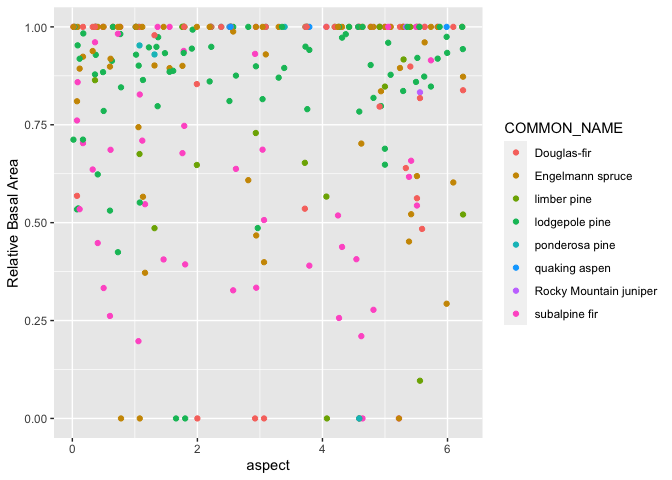 1.00
0.75
0.50
0.25
0.00
Relative Basal Area
0
2
4
6
aspect
COMMON_NAME
Douglas-fir
Engelmann spruce
limber pine
lodgepole pine
ponderosa pine
quaking aspen
Rocky Mountain juniper
subalpine fir